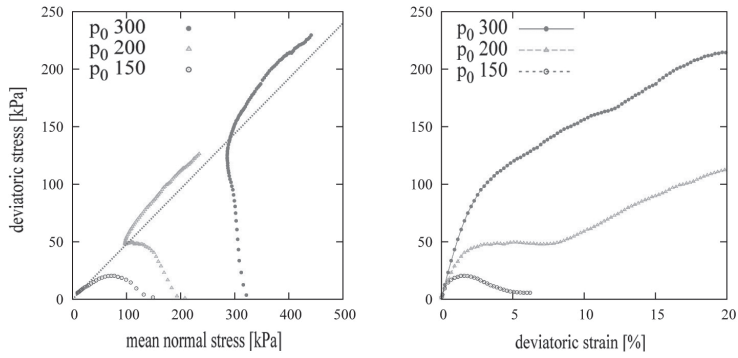 250
200
150
100
50
0
deviatoric stress [kPa]
p0 300
p0 200
p0 150
0 100 200 300 400 500
mean normal stress [kPa]
250
200
150
100
50
0
p0 300
p0 200
p0 150
0 5 10 15 20
deviatoric strain [%]